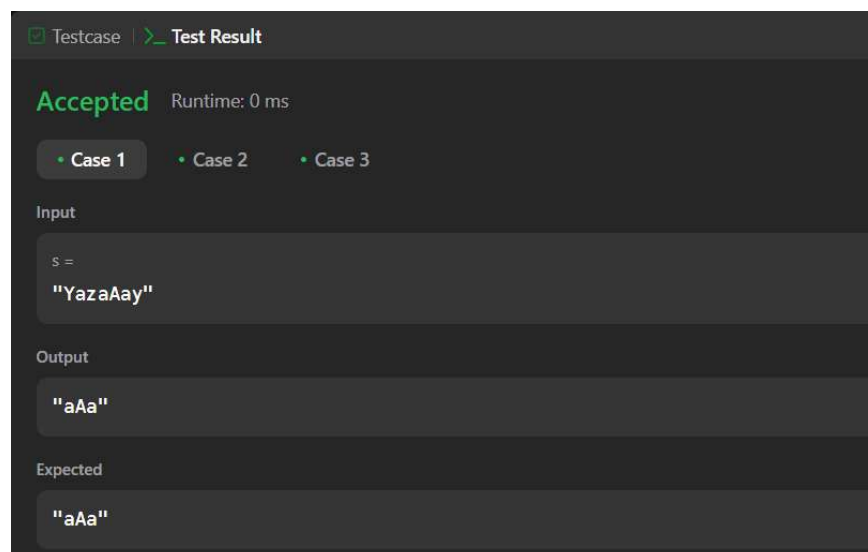 Testcase | >_ Test Result
Accepted Runtime: 0 ms
• Case 1 • Case 2 • Case 3
Input
s =
"YazaAay"
Output
"aAa"
Expected
"aAa"